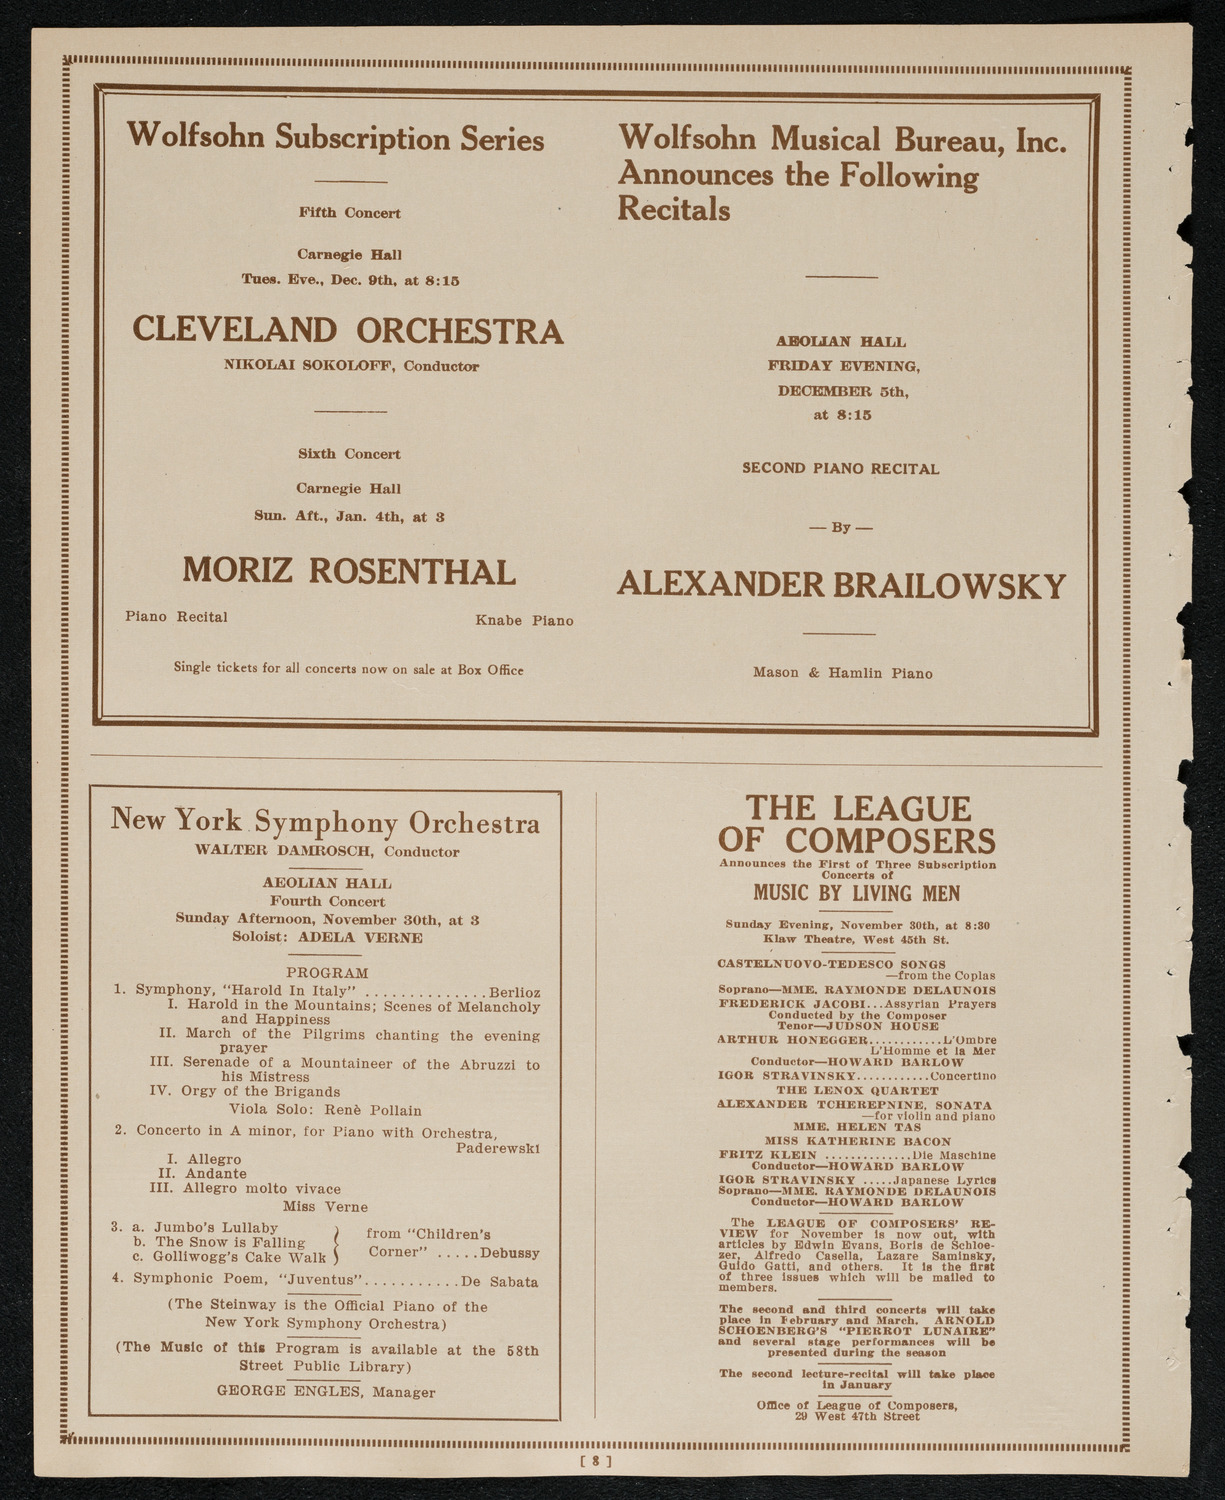 Wolfsohn Subscription Series
Fifth Concert
Carnegie Hall
Tues. Eve., Dec. 9th, at 8:15
CLEVELAND ORCHESTRA
NIKOLAI SOKOLOFF, Conductor
Sixth Concert
Carnegie Hall
Sun. Aft., Jan. 4th, at 3
MORIZ ROSENTHAL
Piano Recital Knabe Piano
Single tickets for all concerts now on sale at Box Office
Wolfsohn Musical Bureau, Inc.
Announces the Following
Recitals
AEOLIAN HALL
FRIDAY EVENING,
DECEMBER 5th,
at 8:15
SECOND PIANO RECITAL
— By —
ALEXANDER BRAILOWSKY
Mason & Hamlin Piano
New York Symphony Orchestra
WALTER DAMROSCH, Conductor
AEOLIAN HALL
Fourth Concert
Sunday Afternoon, November 30th, at 3
Soloist: ADELA VERNE
PROGRAM
1. Symphony, "Harold In Italy" ..............Berlioz
I. Harold in the Mountains; Scenes of Melancholy
and Happiness
II. March of the Pilgrims chanting the evening
prayer
III. Serenade of a Mountaineer of the Abruzzi to
his Mistress
IV. Orgy of the Brigands
Viola Solo: Renè Pollain
2. Concerto in A minor, for Piano with Orchestra,
Paderewski
I. Allegro
II. Andante
III. Allegro molto vivace
Miss Verne
3. a. Jumbo's Lullaby
b. The Snow is Falling
c. Golliwogg's Cake Walk
from "Children's
Corner" .....Debussy
4. Symphonic Poem, "Juventus"...........De Sabata
(The Steinway is the Official Piano of the
New York Symphony Orchestra)
(The Music of this Program is available at the 58th
Street Public Library)
GEORGE ENGLES, Manager
THE LEAGUE
OF COMPOSERS
Announces the First of Three Subscription
Concerts of
MUSIC BY LIVING MEN
Sunday Evening, November 30th, at 8:30
Klaw Theatre, West 45th St.
CASTELNUOVO-TEDESCO SONGS
—from the Coplas
Soprano—MME. RAYMONDE DELAUNOIS
FREDERICK JACOBI...Assyrian Prayers
Conducted by the Composer
Tenor—JUDSON HOUSE
ARTHUR HONEGGER...........L'Ombre
L'Homme et la Mer
Conductor—HOWARD BARLOW
IGOR STRAVINSKY...........Concertino
THE LENOX QUARTET
ALEXANDER TCHEREPNINE, SONATA
—for violin and piano
MME. HELEN TAS
MISS KATHERINE BACON
FRITZ KLEIN .............Die Maschine
Conductor—HOWARD BARLOW
IGOR STRAVINSKY .....Japanese Lyrics
Soprano—MME. RAYMONDE DELAUNOIS
Conductor—HOWARD BARLOW
The LEAGUE OF COMPOSERS' RE-
VIEW for November is now out, with
articles by Edwin Evans, Boris de Schloe-
zer, Alfredo Casella, Lazare Saminsky,
Guido Gatti, and others. It is the first
of three issues which will be mailed to
members.
The second and third concerts will take
place in February and March. ARNOLD
SCHOENBERG'S "PIERROT LUNAIRE"
and several stage performances will be
presented during the season
The second lecture-recital will take place
in January
Office of League of Composers,
29 West 47th Street
[ 8 ]